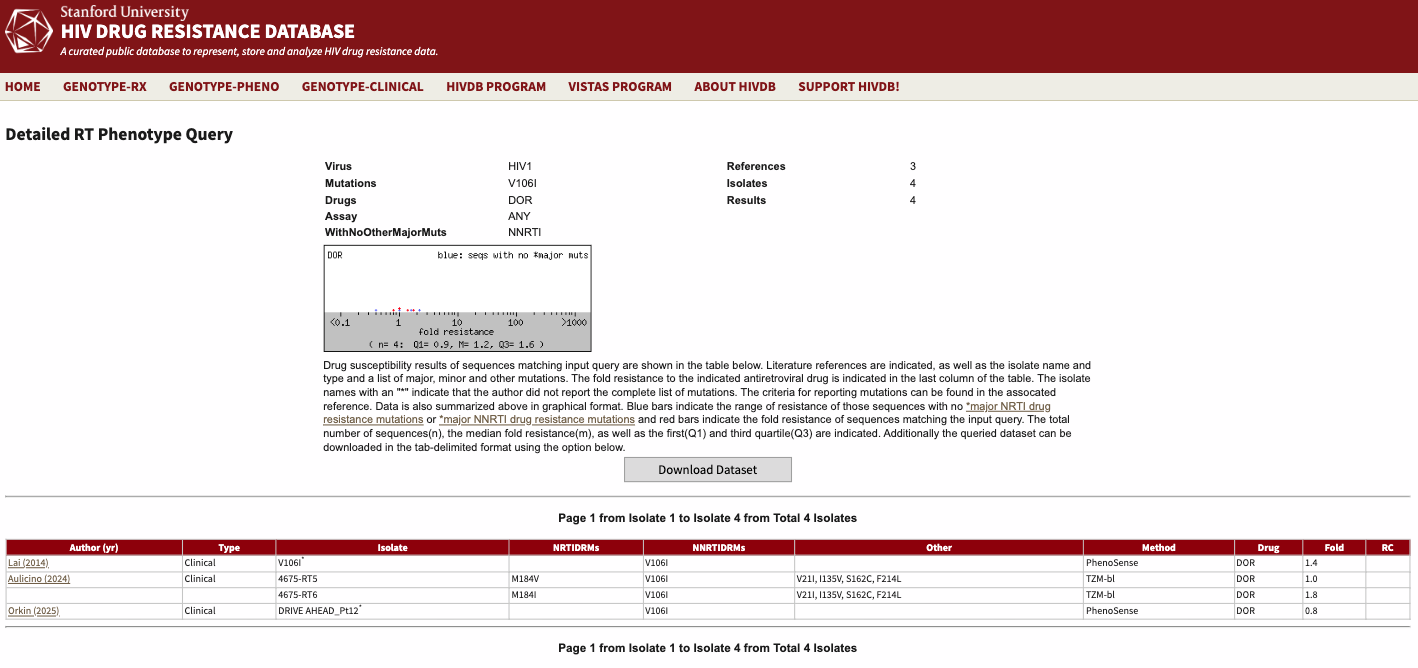 Stanford University
HIV DRUG RESISTANCE DATABASE
A curated public database to represent, store and analyze HIV drug resistance data.
HOME GENOTYPE-RX GENOTYPE-PHENO GENOTYPE-CLINICAL HIVDB PROGRAM VISTAS PROGRAM ABOUT HIVDB SUPPORT HIVDB!
Detailed RT Phenotype Query
Virus HIV1 References 3
Mutations V106I Isolates 4
Drugs DOR Results 4
Assay ANY
WithNoOtherMajorMuts NNRTI
DOR blue: seqs with no *major muts
<0.1 1 10 100 >1000
fold resistance
( n= 4: Q1= 0.9, M= 1.2, Q3= 1.6 )
Drug susceptibility results of sequences matching input query are shown in the table below. Literature references are indicated, as well as the isolate name and
type and a list of major, minor and other mutations. The fold resistance to the indicated antiretroviral drug is indicated in the last column of the table. The isolate
names with an "*" indicate that the author did not report the complete list of mutations. The criteria for reporting mutations can be found in the assocated
reference. Data is also summarized above in graphical format. Blue bars indicate the range of resistance of those sequences with no *major NRTI drug
resistance mutations or *major NNRTI drug resistance mutations and red bars indicate the fold resistance of sequences matching the input query. The total
number of sequences(n), the median fold resistance(m), as well as the first(Q1) and third quartile(Q3) are indicated. Additionally the queried dataset can be
downloaded in the tab-delimited format using the option below.
Download Dataset
Page 1 from Isolate 1 to Isolate 4 from Total 4 Isolates
Author (yr) Type Isolate NRTIDRMs NNRTIDRMs Other Method Drug Fold RC
Lai (2014) Clinical V106I* V106I PhenoSense DOR 1.4
Aulicino (2024) Clinical 4675-RT5 M184V V106I V21I, I135V, S162C, F214L TZM-bl DOR 1.0
4675-RT6 M184I V106I V21I, I135V, S162C, F214L TZM-bl DOR 1.8
Orkin (2025) Clinical DRIVE AHEAD_Pt12* V106I PhenoSense DOR 0.8
Page 1 from Isolate 1 to Isolate 4 from Total 4 Isolates